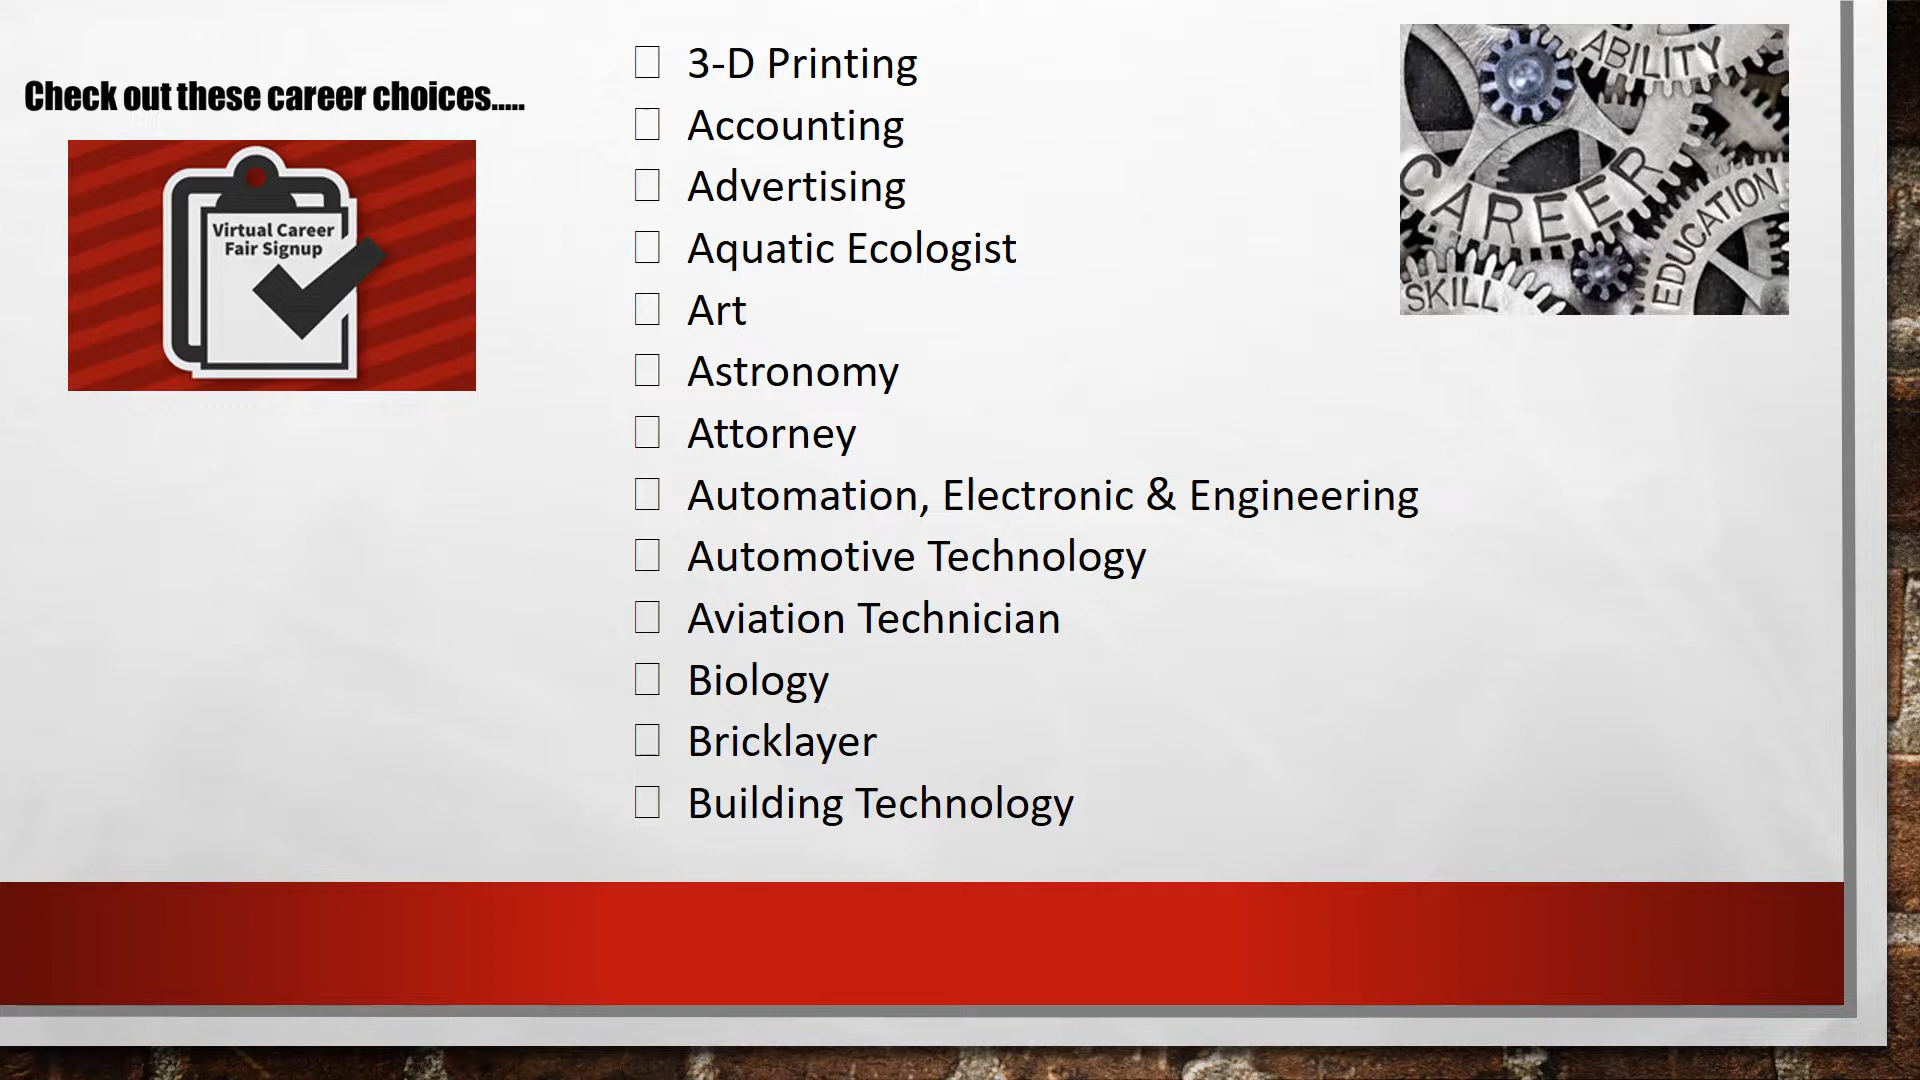 Check out these career choices.....
Virtual Career
Fair Signup
3-D Printing
Accounting
Advertising
Aquatic Ecologist
Art
Astronomy
Attorney
Automation, Electronic & Engineering
Automotive Technology
Aviation Technician
Biology
Bricklayer
Building Technology
ABILITY
CAREER
EDUCATION
SKILL